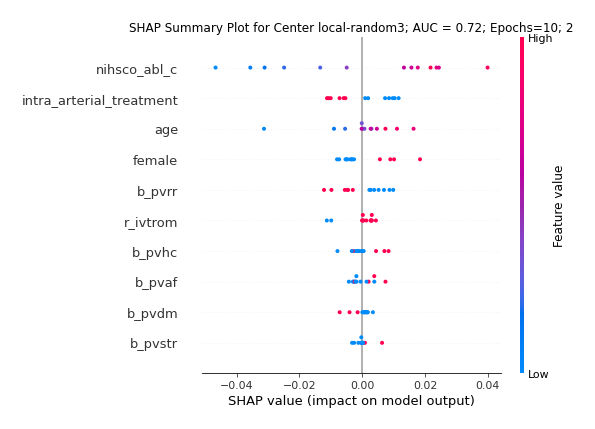 SHAP Summary Plot for Center local-random3; AUC = 0.72; Epochs=10; 2
High
nihsco_abl_c
intra_arterial_treatment
age
female
b_pvrr
r_ivtrom
b_pvhc
b_pvaf
b_pvdm
b_pvstr
Feature value
Low
−0.04 −0.02 0.00 0.02 0.04
SHAP value (impact on model output)